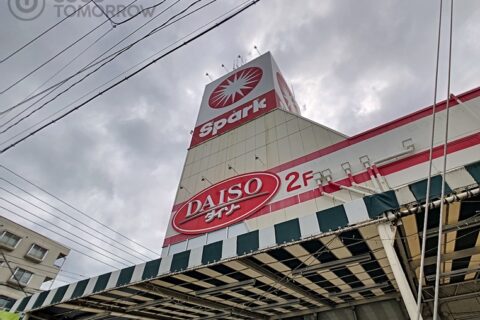 TOMORROW
Spark
DAISO
ダイソー
2F